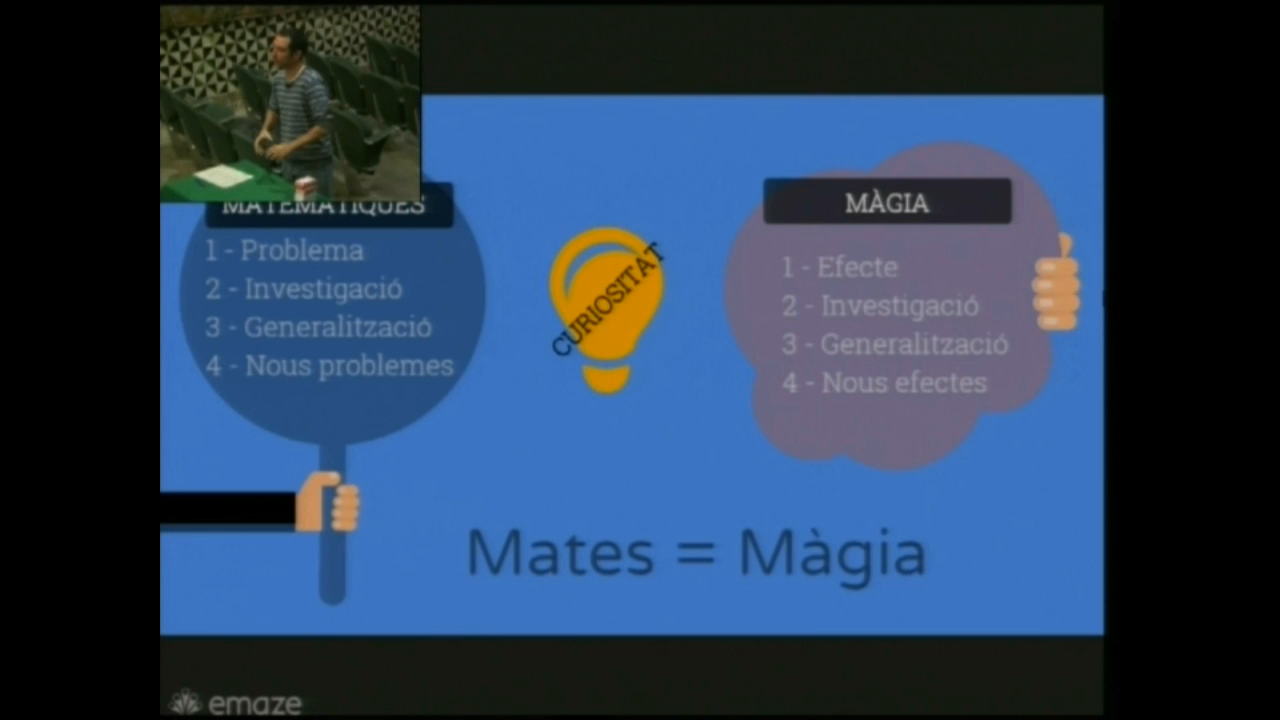 MATEMÀTIQUES
1 - Problema
2 - Investigació
3 - Generalització
4 - Nous problemes
CURIOSITAT
MÀGIA
1 - Efecte
2 - Investigació
3 - Generalització
4 - Nous efectes
Mates = Màgia
emaze